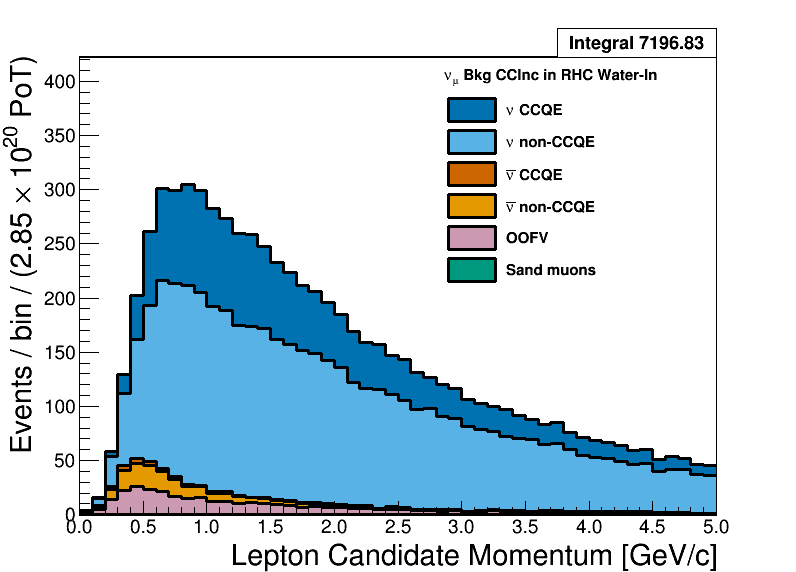 Integral 7196.83
ν_μ Bkg CCInc in RHC Water-In
ν CCQE
ν non-CCQE
ν̅ CCQE
ν̅ non-CCQE
OOFV
Sand muons
Events / bin / (2.85 × 10²⁰ PoT)
400
350
300
250
200
150
100
50
0
0.0 0.5 1.0 1.5 2.0 2.5 3.0 3.5 4.0 4.5 5.0
Lepton Candidate Momentum [GeV/c]